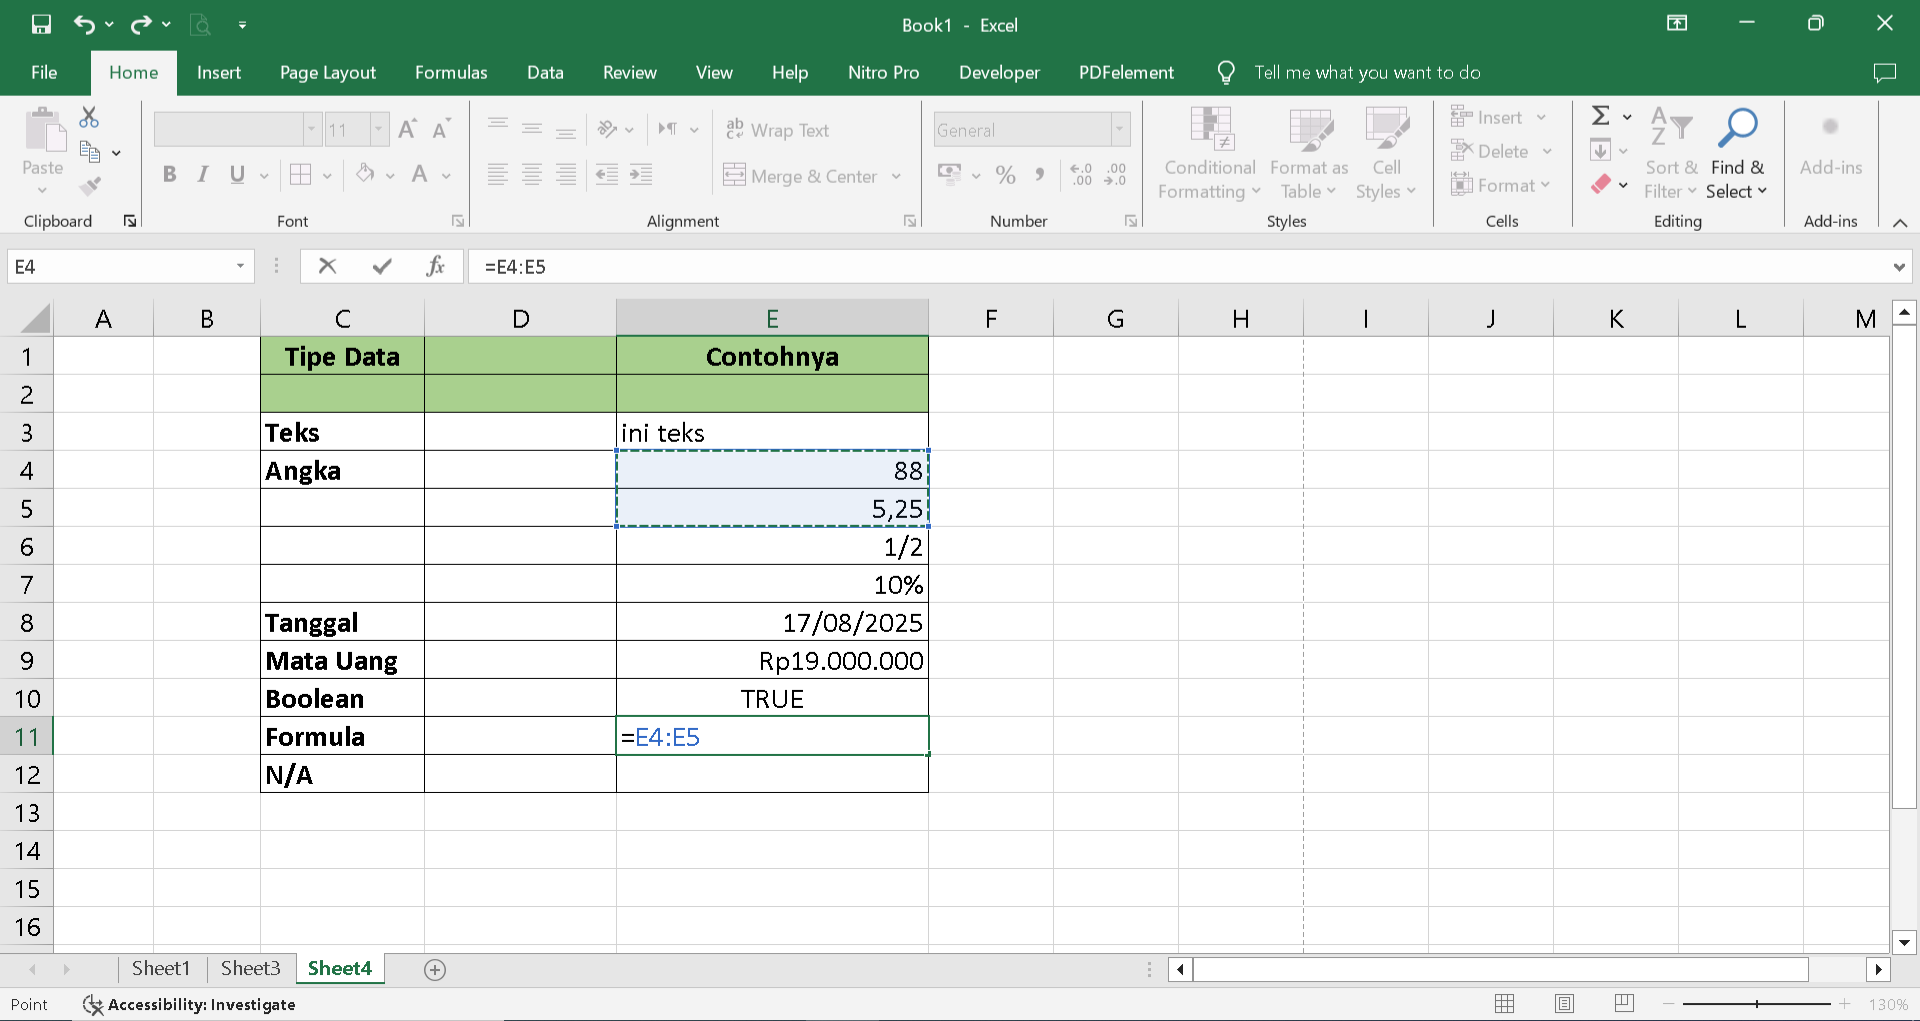 Book1 - Excel
File Home Insert Page Layout Formulas Data Review View Help Nitro Pro Developer PDFelement Tell me what you want to do
Paste
Clipboard
11 A A
B I U A
Font
ab Wrap Text
Merge & Center
Alignment
General
% , .00 .00 .0
Number
Conditional Formatting
Format as Table
Cell Styles
Styles
Insert
Delete
Format
Cells
Σ
Sort & Filter
Find & Select
Editing
Add-ins
Add-ins
E4 fx =E4:E5
A B C D E F G H I J K L M
1 Tipe Data Contohnya
2
3 Teks ini teks
4 Angka 88
5 5,25
6 1/2
7 10%
8 Tanggal 17/08/2025
9 Mata Uang Rp19.000.000
10 Boolean TRUE
11 Formula =E4:E5
12 N/A
13
14
15
16
Sheet1 Sheet3 Sheet4
Point Accessibility: Investigate 130%